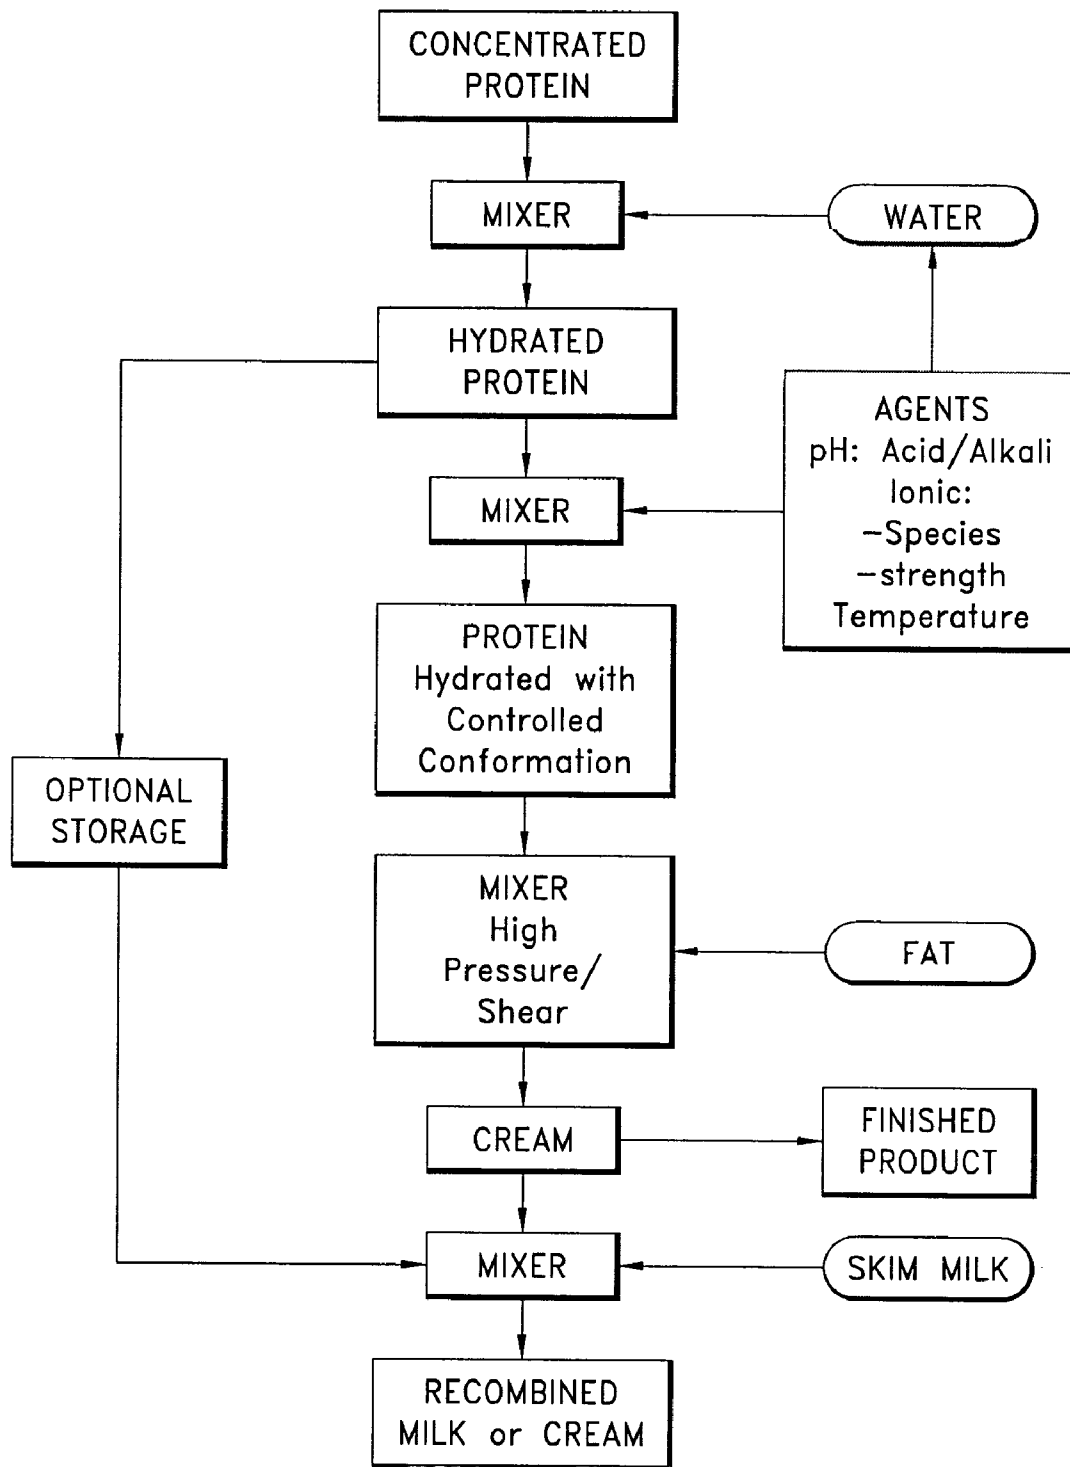 CONCENTRATED
PROTEIN
MIXER
WATER
HYDRATED
PROTEIN
AGENTS
pH: Acid/Alkali
Ionic:
-Species
-strength
Temperature
MIXER
PROTEIN
Hydrated with
Controlled
Conformation
OPTIONAL
STORAGE
MIXER
High
Pressure/
Shear
FAT
CREAM
FINISHED
PRODUCT
MIXER
SKIM MILK
RECOMBINED
MILK or CREAM